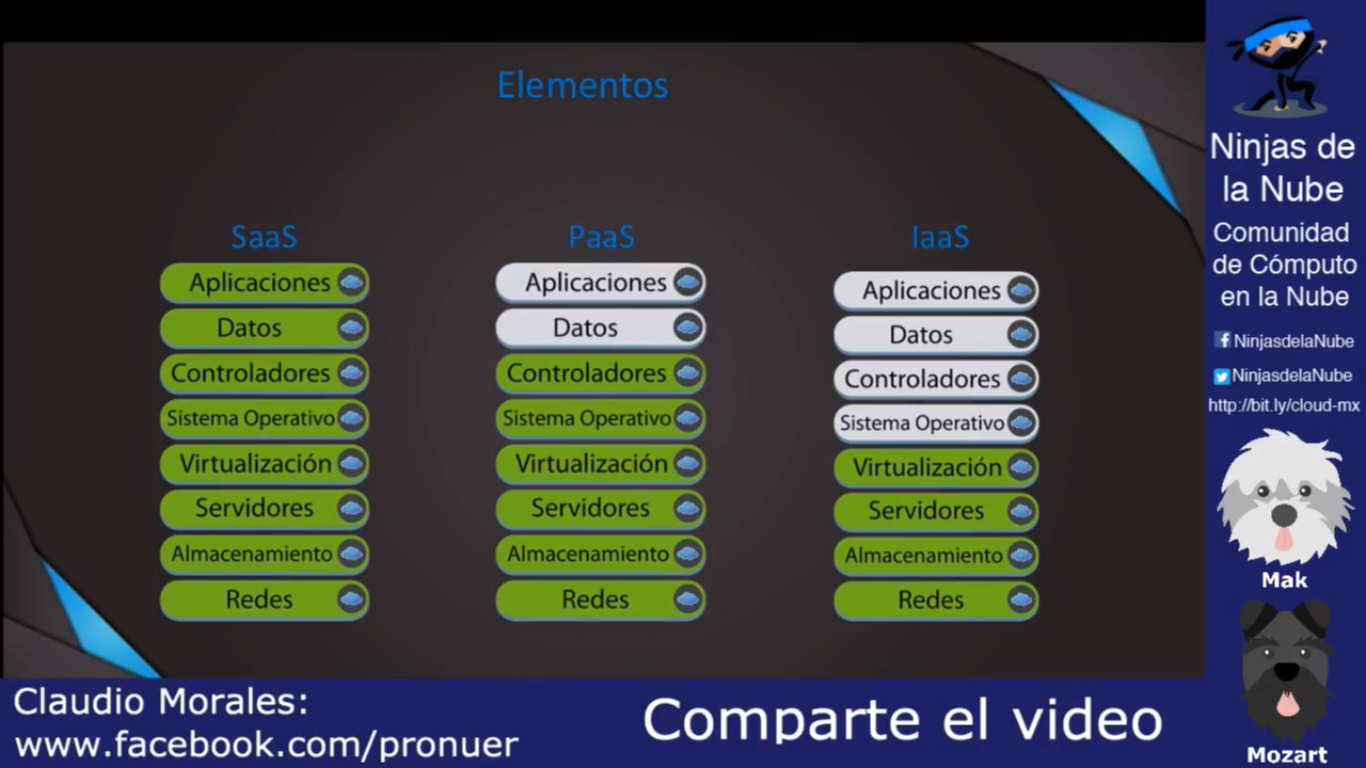 Elementos
SaaS
Aplicaciones
Datos
Controladores
Sistema Operativo
Virtualización
Servidores
Almacenamiento
Redes
PaaS
Aplicaciones
Datos
Controladores
Sistema Operativo
Virtualización
Servidores
Almacenamiento
Redes
IaaS
Aplicaciones
Datos
Controladores
Sistema Operativo
Virtualización
Servidores
Almacenamiento
Redes
Ninjas de
la Nube
Comunidad
de Cómputo
en la Nube
NinjasdelaNube
NinjasdelaNube
http://bit.ly/cloud-mx
Mak
Mozart
Claudio Morales:
www.facebook.com/pronuer
Comparte el video